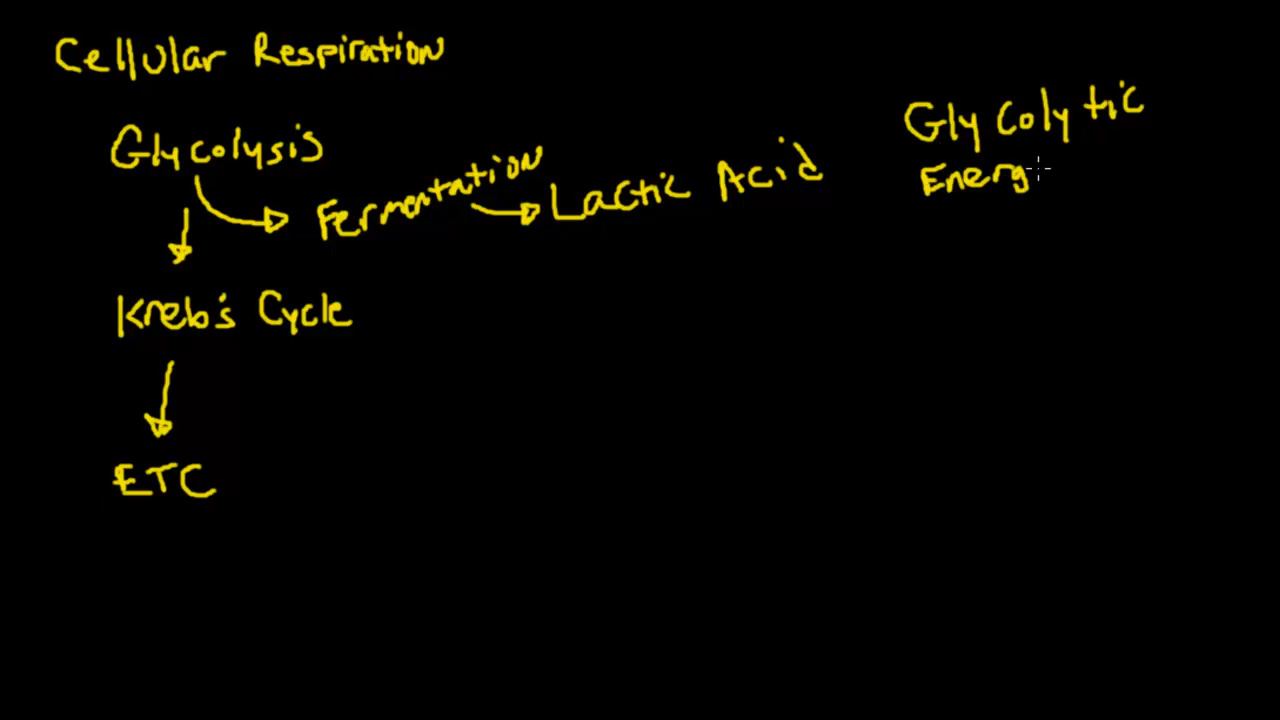 Cellular Respiration
Glycolysis
Fermentation
Lactic Acid
Glycolytic
Energ
Kreb's Cycle
ETC